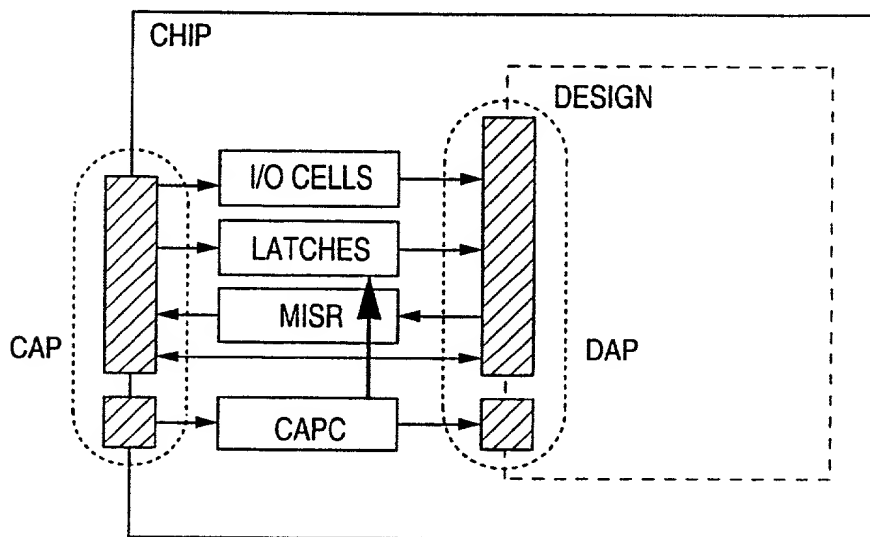 CHIP
DESIGN
I/O CELLS
LATCHES
MISR
CAP
DAP
CAPC